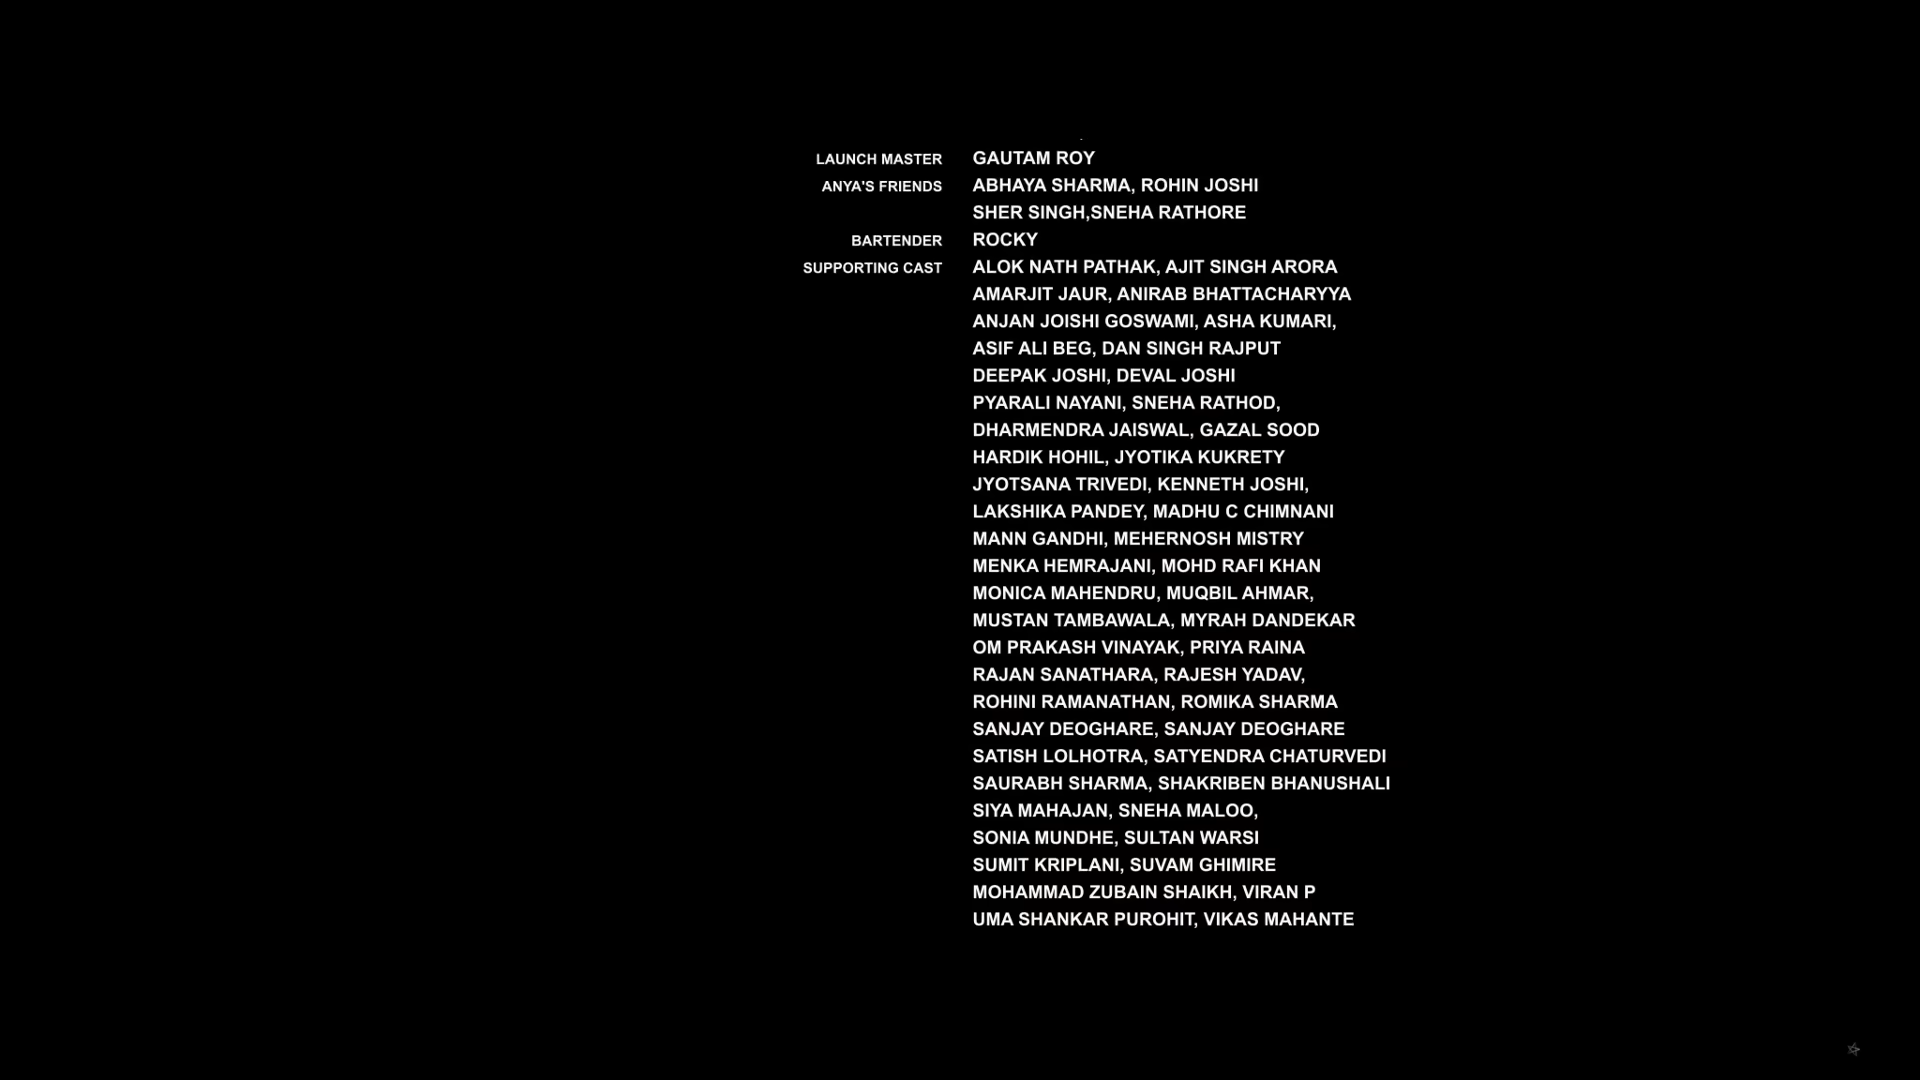 LAUNCH MASTER GAUTAM ROY
ANYA'S FRIENDS ABHAYA SHARMA, ROHIN JOSHI
SHER SINGH,SNEHA RATHORE
BARTENDER ROCKY
SUPPORTING CAST ALOK NATH PATHAK, AJIT SINGH ARORA
AMARJIT JAUR, ANIRAB BHATTACHARYYA
ANJAN JOISHI GOSWAMI, ASHA KUMARI,
ASIF ALI BEG, DAN SINGH RAJPUT
DEEPAK JOSHI, DEVAL JOSHI
PYARALI NAYANI, SNEHA RATHOD,
DHARMENDRA JAISWAL, GAZAL SOOD
HARDIK HOHIL, JYOTIKA KUKRETY
JYOTSANA TRIVEDI, KENNETH JOSHI,
LAKSHIKA PANDEY, MADHU C CHIMNANI
MANN GANDHI, MEHERNOSH MISTRY
MENKA HEMRAJANI, MOHD RAFI KHAN
MONICA MAHENDRU, MUQBIL AHMAR,
MUSTAN TAMBAWALA, MYRAH DANDEKAR
OM PRAKASH VINAYAK, PRIYA RAINA
RAJAN SANATHARA, RAJESH YADAV,
ROHINI RAMANATHAN, ROMIKA SHARMA
SANJAY DEOGHARE, SANJAY DEOGHARE
SATISH LOLHOTRA, SATYENDRA CHATURVEDI
SAURABH SHARMA, SHAKRIBEN BHANUSHALI
SIYA MAHAJAN, SNEHA MALOO,
SONIA MUNDHE, SULTAN WARSI
SUMIT KRIPLANI, SUVAM GHIMIRE
MOHAMMAD ZUBAIN SHAIKH, VIRAN P
UMA SHANKAR PUROHIT, VIKAS MAHANTE